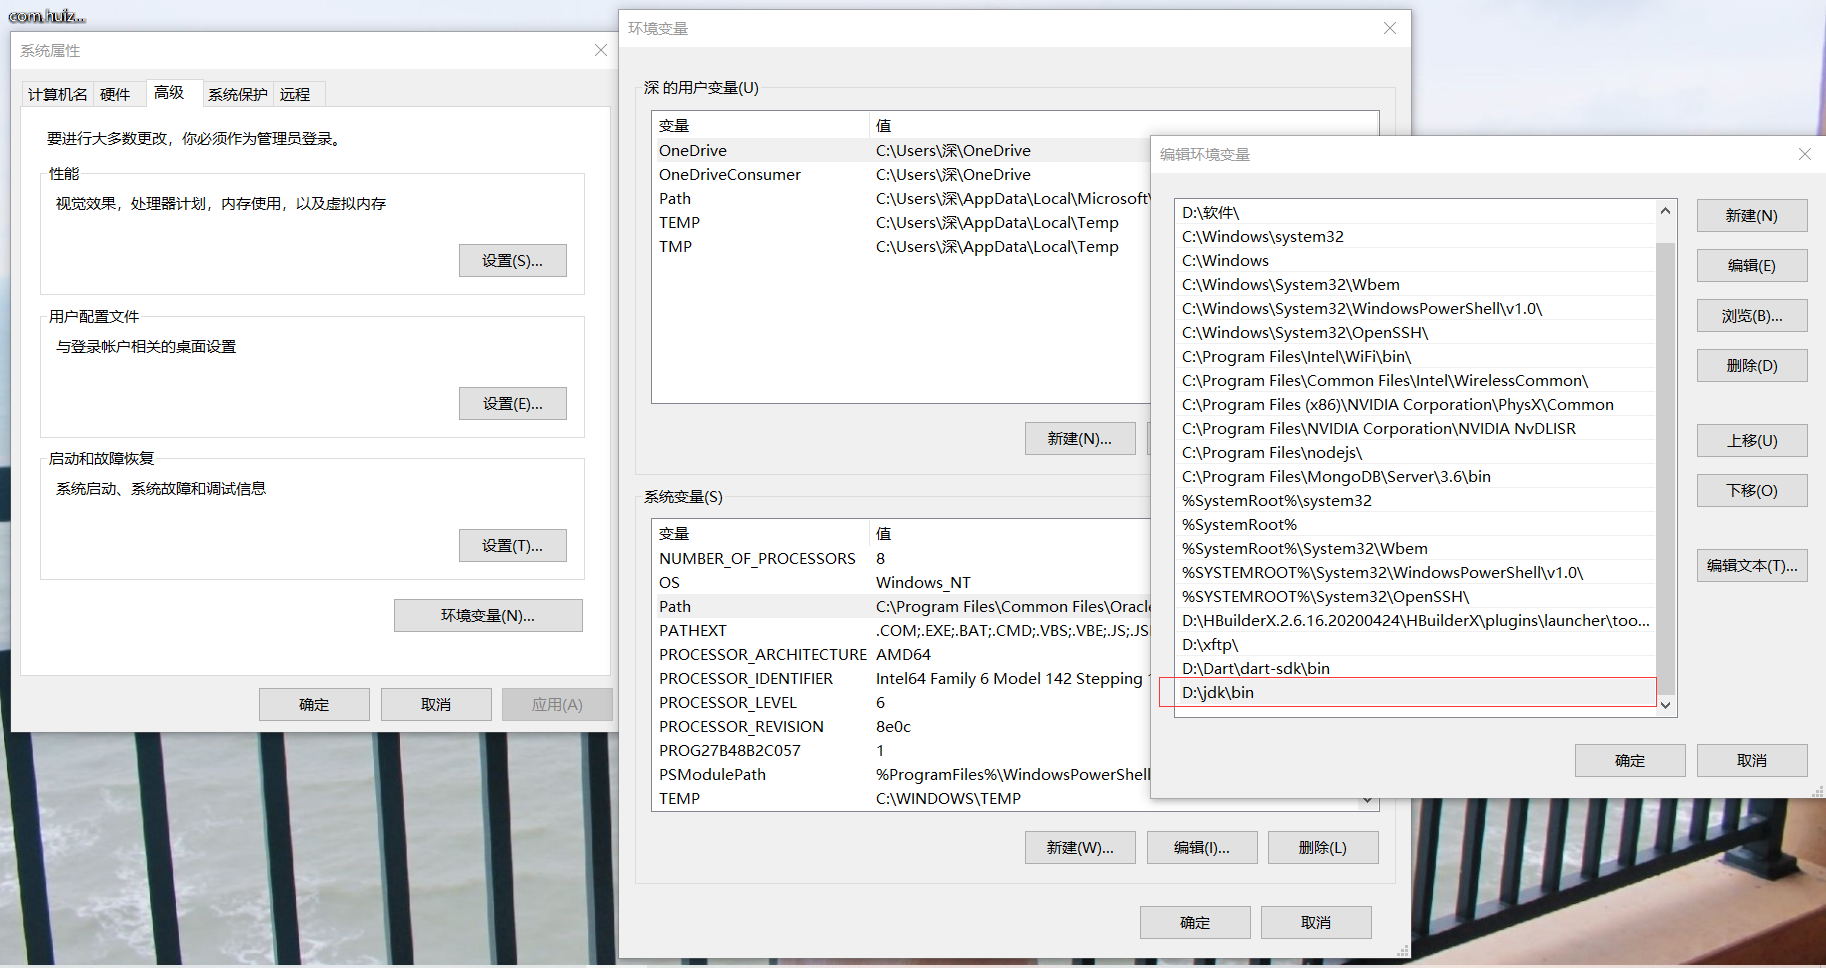 com.huiz...
系统属性
计算机名 硬件 高级 系统保护 远程
要进行大多数更改，你必须作为管理员登录。
性能
视觉效果，处理器计划，内存使用，以及虚拟内存
设置(S)...
用户配置文件
与登录帐户相关的桌面设置
设置(E)...
启动和故障恢复
系统启动、系统故障和调试信息
设置(T)...
环境变量(N)...
确定 取消 应用(A)
环境变量
深 的用户变量(U)
变量 值
OneDrive C:\Users\深\OneDrive
OneDriveConsumer C:\Users\深\OneDrive
Path C:\Users\深\AppData\Local\Microsoft\
TEMP C:\Users\深\AppData\Local\Temp
TMP C:\Users\深\AppData\Local\Temp
新建(N)...
系统变量(S)
变量 值
NUMBER_OF_PROCESSORS 8
OS Windows_NT
Path C:\Program Files\Common Files\Oracle
PATHEXT .COM;.EXE;.BAT;.CMD;.VBS;.VBE;.JS;.JS
PROCESSOR_ARCHITECTURE AMD64
PROCESSOR_IDENTIFIER Intel64 Family 6 Model 142 Stepping
PROCESSOR_LEVEL 6
PROCESSOR_REVISION 8e0c
PROG27B48B2C057 1
PSModulePath %ProgramFiles%\WindowsPowerShell
TEMP C:\WINDOWS\TEMP
新建(W)... 编辑(I)... 删除(L)
确定 取消
编辑环境变量
D:\软件\
C:\Windows\system32
C:\Windows
C:\Windows\System32\Wbem
C:\Windows\System32\WindowsPowerShell\v1.0\
C:\Windows\System32\OpenSSH\
C:\Program Files\Intel\WiFi\bin\
C:\Program Files\Common Files\Intel\WirelessCommon\
C:\Program Files (x86)\NVIDIA Corporation\PhysX\Common
C:\Program Files\NVIDIA Corporation\NVIDIA NvDLISR
C:\Program Files\nodejs\
C:\Program Files\MongoDB\Server\3.6\bin
%SystemRoot%\system32
%SystemRoot%
%SystemRoot%\System32\Wbem
%SYSTEMROOT%\System32\WindowsPowerShell\v1.0\
%SYSTEMROOT%\System32\OpenSSH\
D:\HBuilderX.2.6.16.20200424\HBuilderX\plugins\launcher\too...
D:\xftp\
D:\Dart\dart-sdk\bin
D:\jdk\bin
新建(N)
编辑(E)
浏览(B)...
删除(D)
上移(U)
下移(O)
编辑文本(T)...
确定 取消